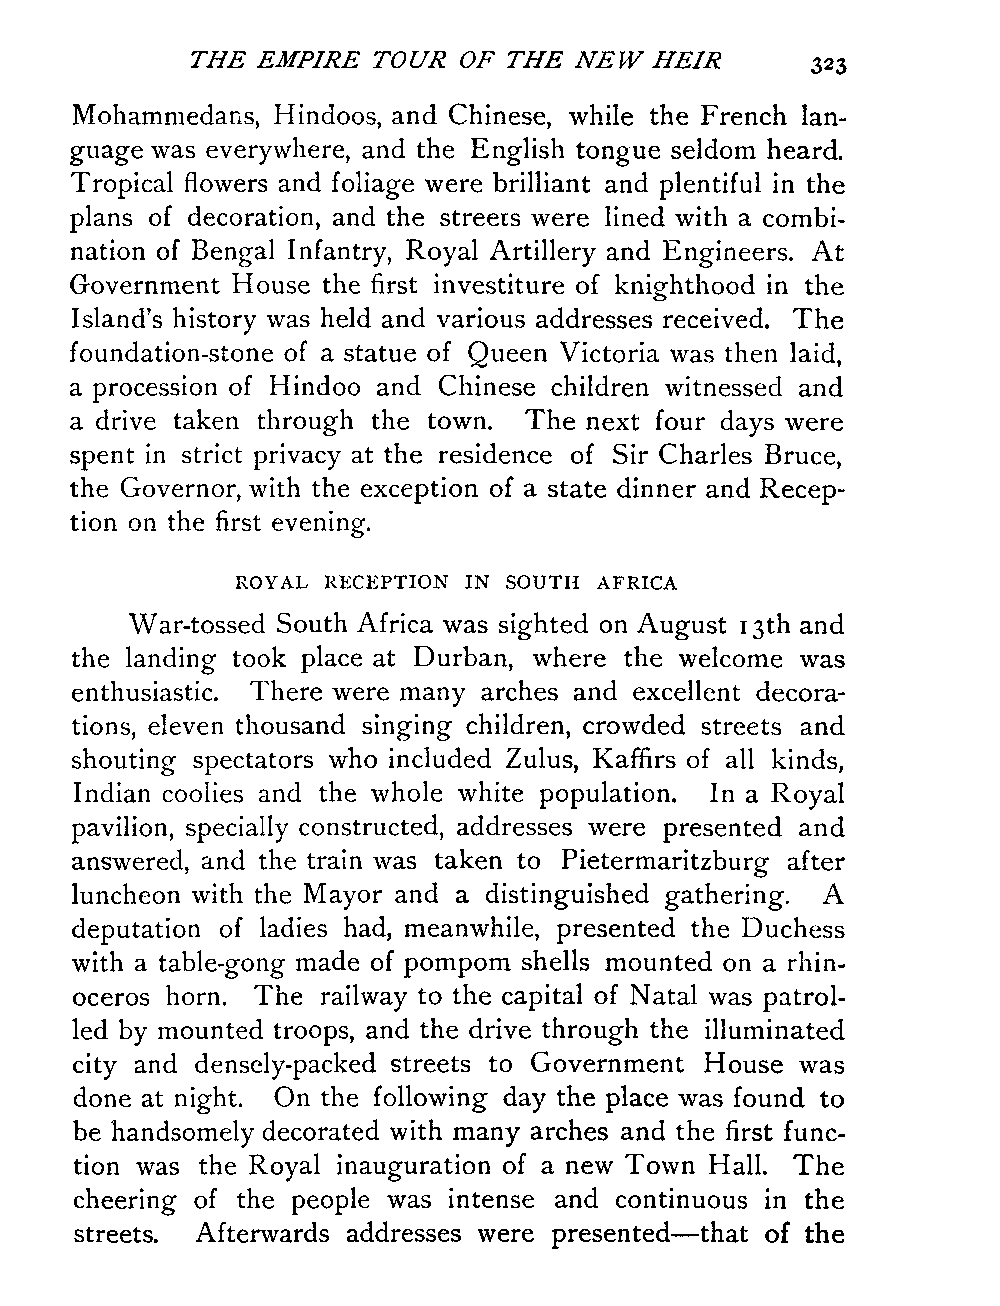 THE EMPIRE TOUR OF THE NEW HEIR 323
Mohammedans, Hindoos, and Chinese, while the French lan-
guage was everywhere, and the English tongue seldom heard.
Tropical flowers and foliage were brilliant and plentiful in the
plans of decoration, and the streets were lined with a combi-
nation of Bengal Infantry, Royal Artillery and Engineers. At
Government House the first investiture of knighthood in the
Island's history was held and various addresses received. The
foundation-stone of a statue of Queen Victoria was then laid,
a procession of Hindoo and Chinese children witnessed and
a drive taken through the town. The next four days were
spent in strict privacy at the residence of Sir Charles Bruce,
the Governor, with the exception of a state dinner and Recep-
tion on the first evening.
ROYAL RECEPTION IN SOUTH AFRICA
War-tossed South Africa was sighted on August 13th and
the landing took place at Durban, where the welcome was
enthusiastic. There were many arches and excellent decora-
tions, eleven thousand singing children, crowded streets and
shouting spectators who included Zulus, Kaffirs of all kinds,
Indian coolies and the whole white population. In a Royal
pavilion, specially constructed, addresses were presented and
answered, and the train was taken to Pietermaritzburg after
luncheon with the Mayor and a distinguished gathering. A
deputation of ladies had, meanwhile, presented the Duchess
with a table-gong made of pompom shells mounted on a rhin-
oceros horn. The railway to the capital of Natal was patrol-
led by mounted troops, and the drive through the illuminated
city and densely-packed streets to Government House was
done at night. On the following day the place was found to
be handsomely decorated with many arches and the first func-
tion was the Royal inauguration of a new Town Hall. The
cheering of the people was intense and continuous in the
streets. Afterwards addresses were presented—that of the